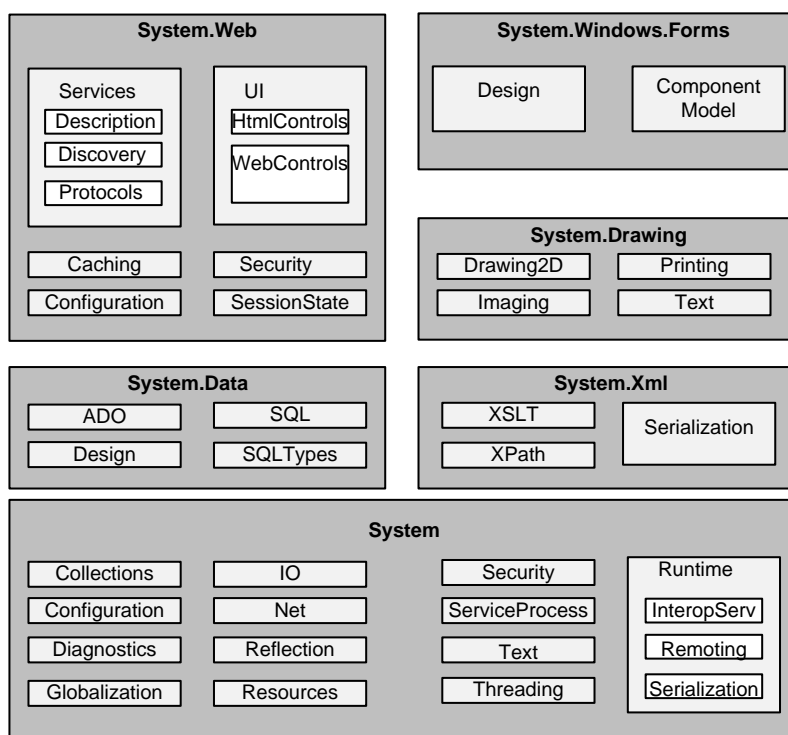 System.Web
Services
Description
Discovery
Protocols
UI
HtmlControls
WebControls
Caching
Security
Configuration
SessionState
System.Windows.Forms
Design
Component
Model
System.Drawing
Drawing2D
Printing
Imaging
Text
System.Data
ADO
SQL
Design
SQLTypes
System.Xml
XSLT
XPath
Serialization
System
Collections
IO
Security
Configuration
Net
ServiceProcess
Diagnostics
Reflection
Text
Globalization
Resources
Threading
Runtime
InteropServ
Remoting
Serialization